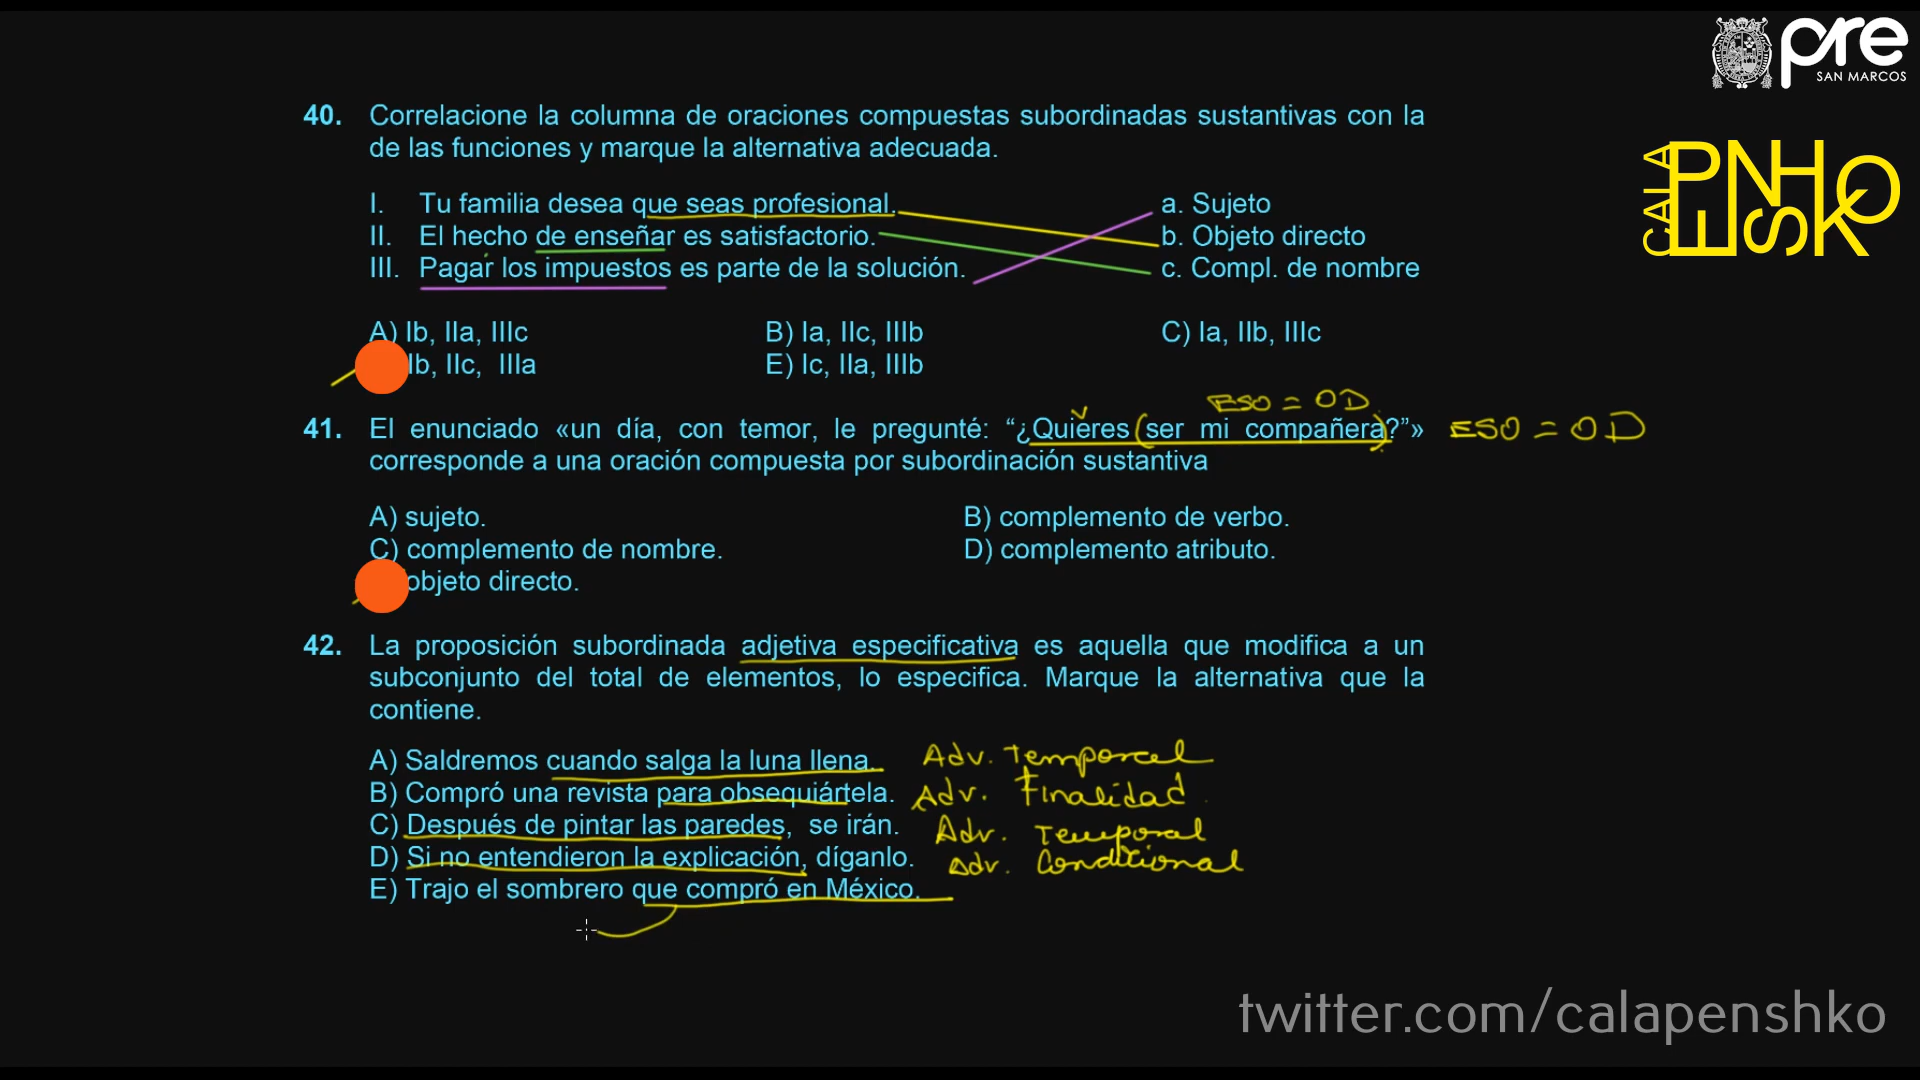 pre
SAN MARCOS
CALA
PENSHKO
40. Correlacione la columna de oraciones compuestas subordinadas sustantivas con la
de las funciones y marque la alternativa adecuada.
I. Tu familia desea que seas profesional. a. Sujeto
II. El hecho de enseñar es satisfactorio. b. Objeto directo
III. Pagar los impuestos es parte de la solución. c. Compl. de nombre
A) Ib, IIa, IIIc B) Ia, IIc, IIIb C) Ia, IIb, IIIc
Ib, IIc, IIIa E) Ic, IIa, IIIb
ESO = OD
41. El enunciado «un día, con temor, le pregunté: “¿Quieres (ser mi compañera)?”» ESO = OD
corresponde a una oración compuesta por subordinación sustantiva
A) sujeto. B) complemento de verbo.
C) complemento de nombre. D) complemento atributo.
objeto directo.
42. La proposición subordinada adjetiva especificativa es aquella que modifica a un
subconjunto del total de elementos, lo especifica. Marque la alternativa que la
contiene.
A) Saldremos cuando salga la luna llena. Adv. Temporal
B) Compró una revista para obsequiártela. Adv. Finalidad
C) Después de pintar las paredes, se irán. Adv. Temporal
D) Si no entendieron la explicación, díganlo. Adv. Condicional
E) Trajo el sombrero que compró en México.
twitter.com/calapenshko